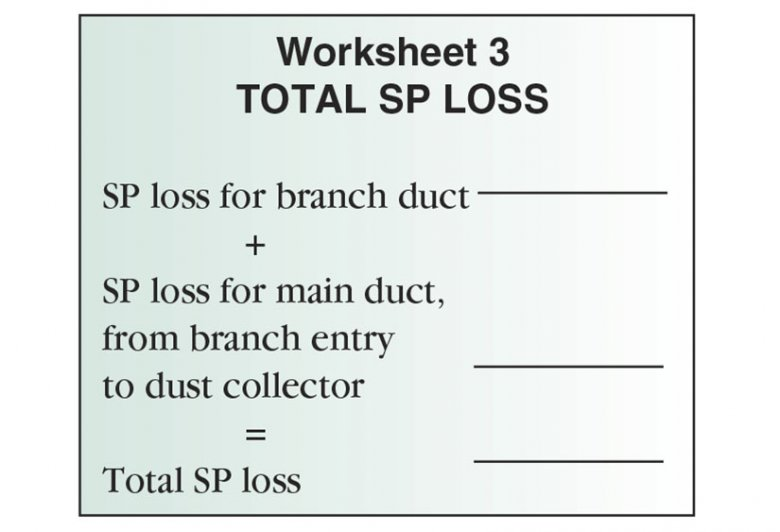 Worksheet 3
TOTAL SP LOSS
SP loss for branch duct
+
SP loss for main duct,
from branch entry
to dust collector
=
Total SP loss